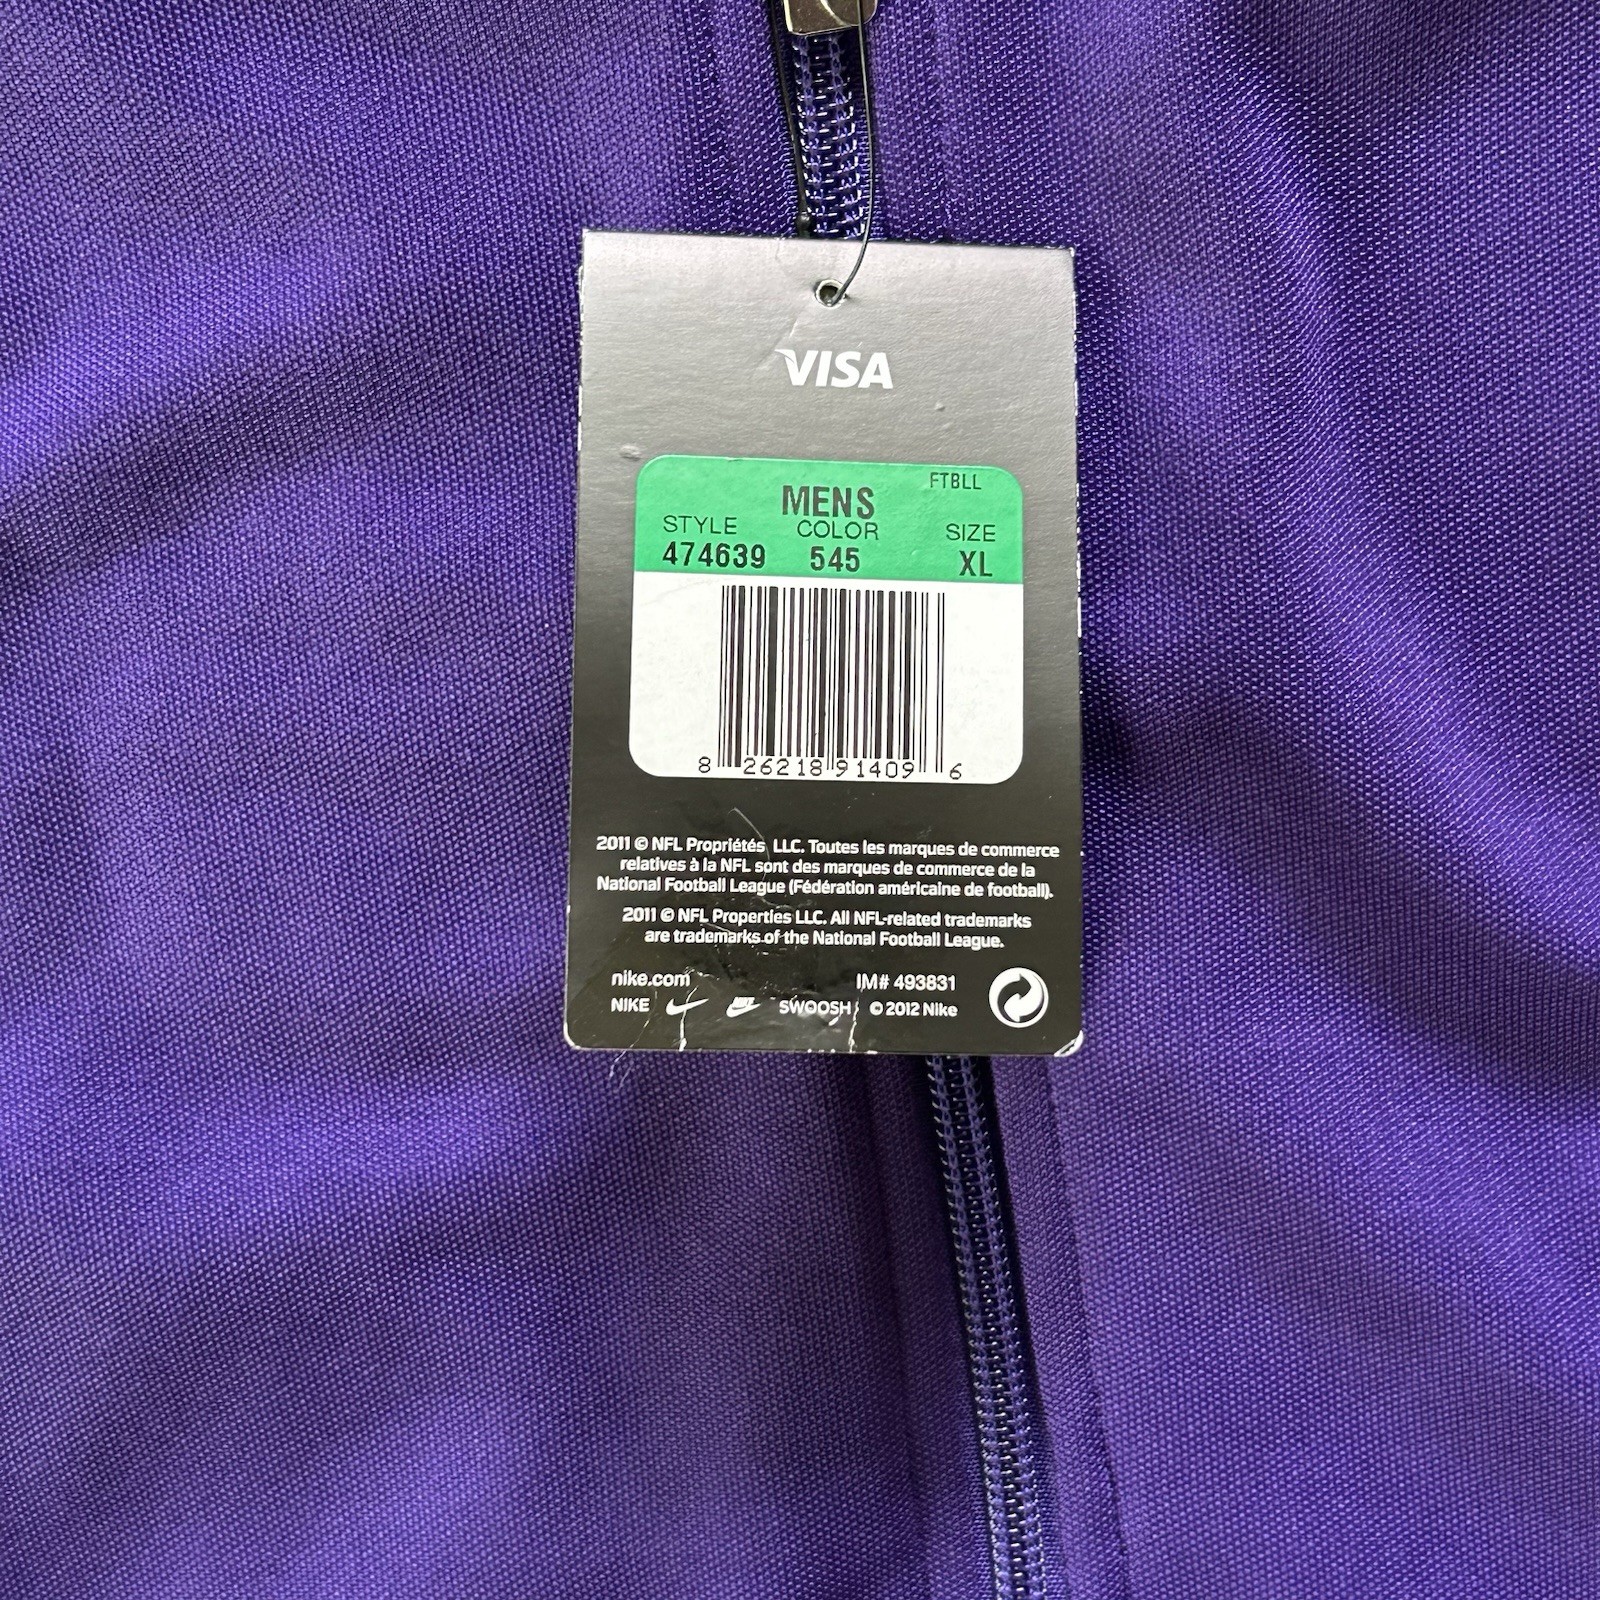 VISA
FTBLL
MENS
STYLE COLOR SIZE
474639 545 XL
8 26218 91409 6
2011 © NFL Propriétés LLC. Toutes les marques de commerce
relatives à la NFL sont des marques de commerce de la
National Football League (Fédération américaine de football).
2011 © NFL Properties LLC. All NFL-related trademarks
are trademarks of the National Football League.
nike.com IM# 493831
NIKE SWOOSH © 2012 Nike